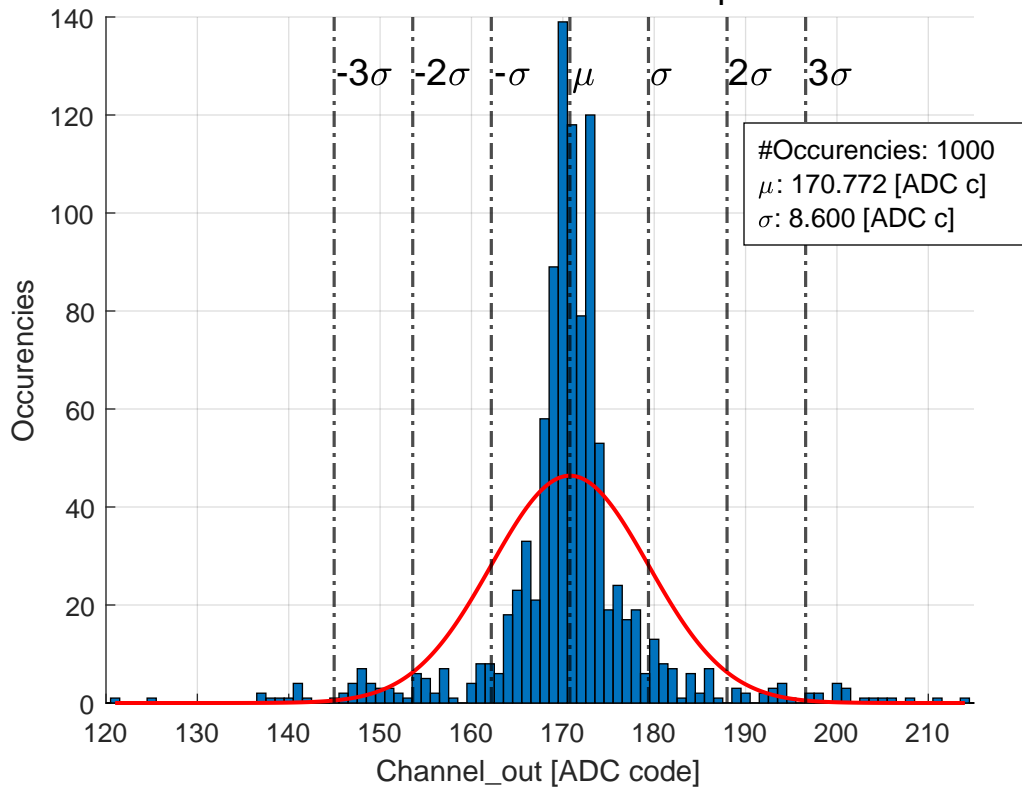 140
120
100
80
60
40
20
0
Occurencies
-3σ -2σ -σ μ σ 2σ 3σ
#Occurencies: 1000
μ: 170.772 [ADC c]
σ: 8.600 [ADC c]
120 130 140 150 160 170 180 190 200 210
Channel_out [ADC code]